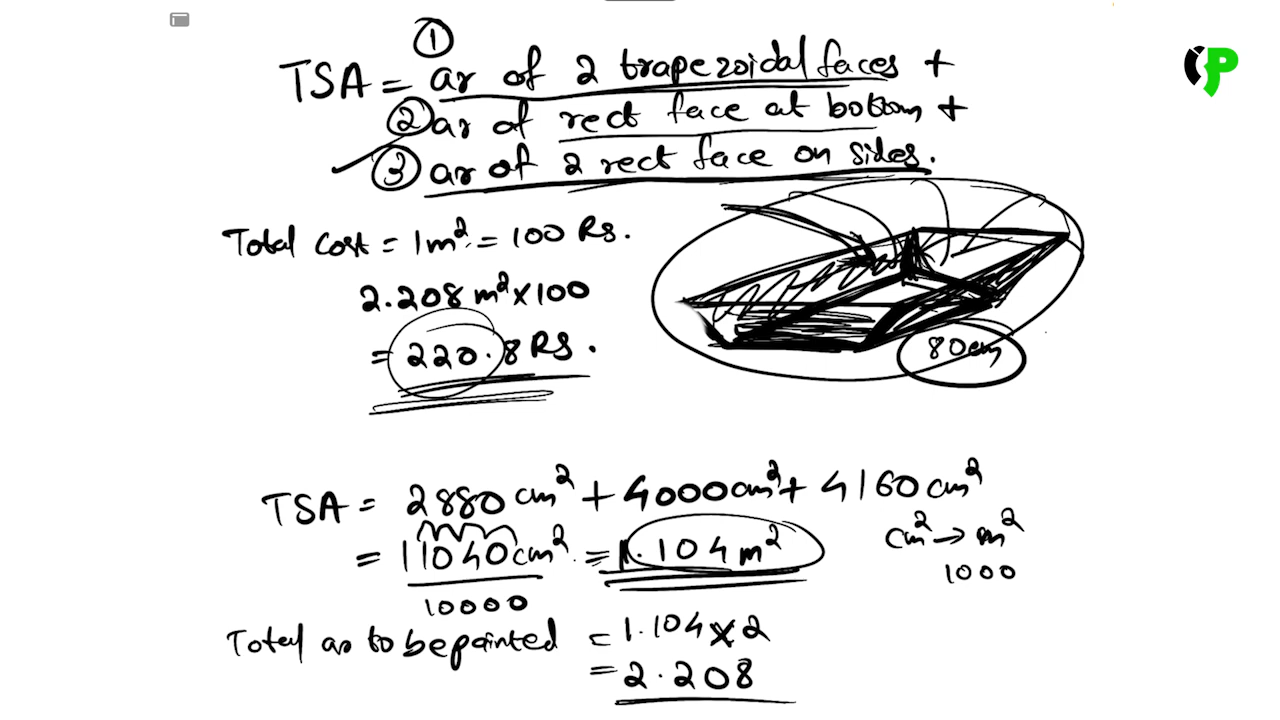 ①
TSA = ar of 2 trapezoidal faces +
② ar of rect face at bottom +
③ ar of 2 rect face on sides.
Total cost = 1m² = 100 Rs.
2.208 m² x 100
= 220.8 RS.
80cm
TSA = 2880 cm² + 4000cm² + 4160 cm²
= 11040 cm² = 1.104 m²
10000
cm² → m²
1000
Total ar to be painted = 1.104 x 2
= 2.208
P